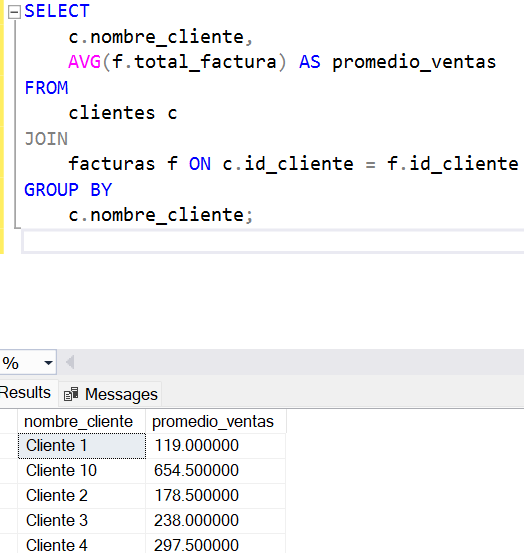 SELECT
c.nombre_cliente,
AVG(f.total_factura) AS promedio_ventas
FROM
clientes c
JOIN
facturas f ON c.id_cliente = f.id_cliente
GROUP BY
c.nombre_cliente;
%
Results Messages
nombre_cliente promedio_ventas
Cliente 1 119.000000
Cliente 10 654.500000
Cliente 2 178.500000
Cliente 3 238.000000
Cliente 4 297.500000